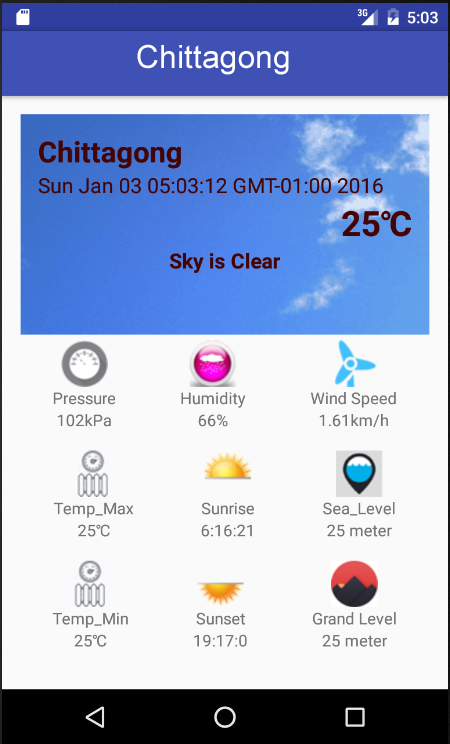 3G 5:03
Chittagong
Chittagong
Sun Jan 03 05:03:12 GMT-01:00 2016
25℃
Sky is Clear
Pressure Humidity Wind Speed
102kPa 66% 1.61km/h
Temp_Max Sunrise Sea_Level
25℃ 6:16:21 25 meter
Temp_Min Sunset Grand Level
25℃ 19:17:0 25 meter